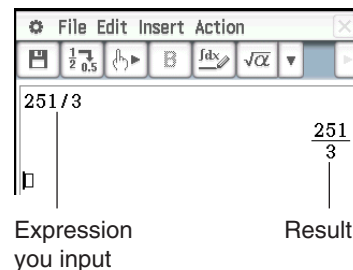 File Edit Insert Action
1/2 0.5 B ∫dx √α
251/3
251
3
Expression Result
you input